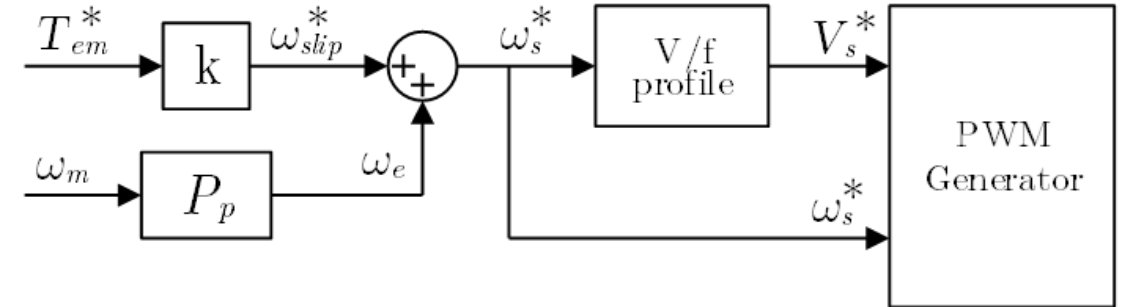 T*em
k
ω*slip
+
+
ω*s
V/f
profile
V*s
PWM
Generator
ωm
Pp
ωe
ω*s